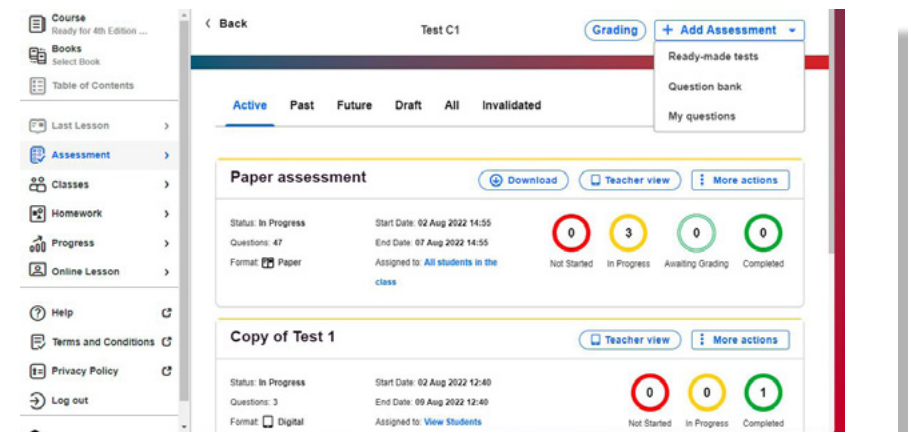 Course
Ready for 4th Edition ...
Books
Select Book
Table of Contents
Last Lesson
Assessment
Classes
Homework
Progress
Online Lesson
Help
Terms and Conditions
Privacy Policy
Log out
Back
Test C1
Grading
+ Add Assessment
Ready-made tests
Question bank
My questions
Active Past Future Draft All Invalidated
Paper assessment
Download
Teacher view
More actions
Status: In Progress
Questions: 47
Format: Paper
Start Date: 02 Aug 2022 14:55
End Date: 07 Aug 2022 14:55
Assigned to: All students in the
class
0 3 0 0
Not Started In Progress Awaiting Grading Completed
Copy of Test 1
Teacher view
More actions
Status: In Progress
Questions: 3
Format: Digital
Start Date: 02 Aug 2022 12:40
End Date: 09 Aug 2022 12:40
Assigned to: View Students
0 0 1
Not Started In Progress Completed